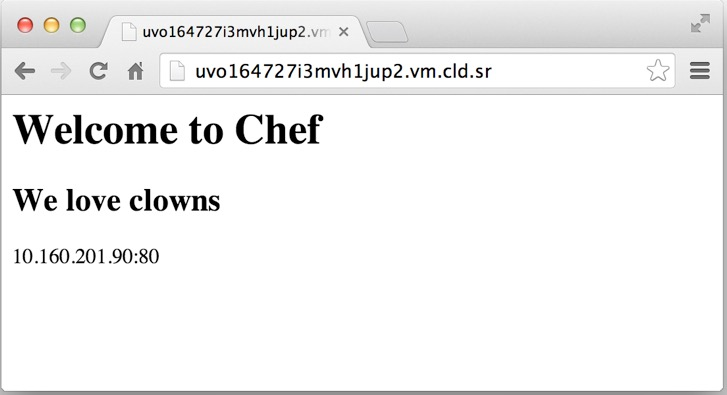 uvo164727i3mvh1jup2.vm
uvo164727i3mvh1jup2.vm.cld.sr
Welcome to Chef
We love clowns
10.160.201.90:80